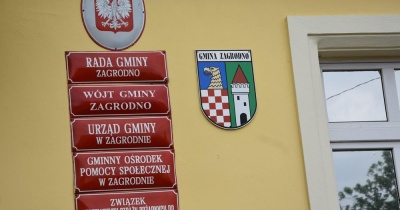 RADA GMINY
ZAGRODNO
WÓJT GMINY
ZAGRODNO
URZĄD GMINY
W ZAGRODNIE
GMINNY OŚRODEK
POMOCY SPOŁECZNEJ
W ZAGRODNIE
ZWIĄZEK
GMINA ZAGRODNO